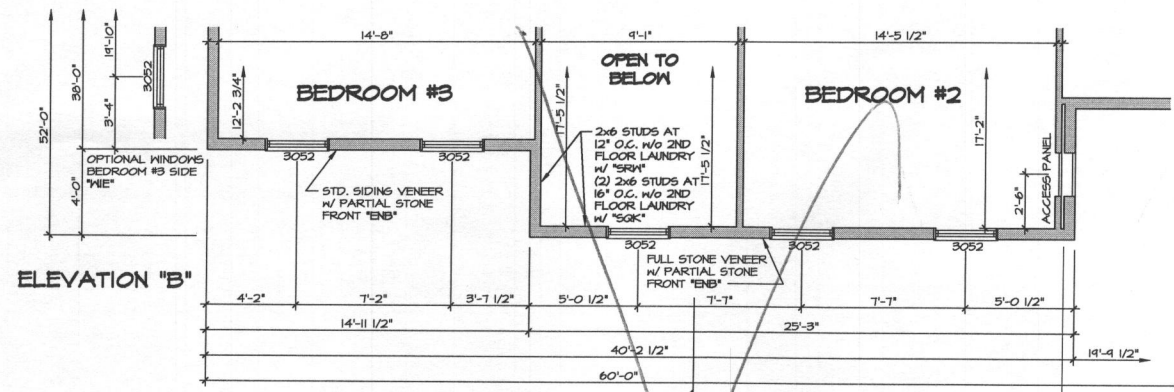 14'-8"
9'-1"
14'-5 1/2"
OPEN TO
BELOW
BEDROOM #3
BEDROOM #2
52'-0"
38'-0"
19'-10"
3'-4"
3052
12'-2 3/4"
17'-5 1/2"
17'-5 1/2"
17'-2"
4'-0"
OPTIONAL WINDOWS
BEDROOM #3 SIDE
"WIE"
3052
3052
STD. SIDING VENEER
W/ PARTIAL STONE
FRONT "ENB"
2x6 STUDS AT
12" O.C. W/O 2ND
FLOOR LAUNDRY
W/ "SRW"
(2) 2x6 STUDS AT
16" O.C. W/O 2ND
FLOOR LAUNDRY
W/ "SGK"
2'-6"
ACCESS PANEL
3052
3052
3052
FULL STONE VENEER
W/ PARTIAL STONE
FRONT "ENB"
ELEVATION "B"
4'-2"
7'-2"
3'-7 1/2"
5'-0 1/2"
7'-7"
7'-7"
5'-0 1/2"
14'-11 1/2"
25'-3"
40'-2 1/2"
19'-9 1/2"
60'-0"